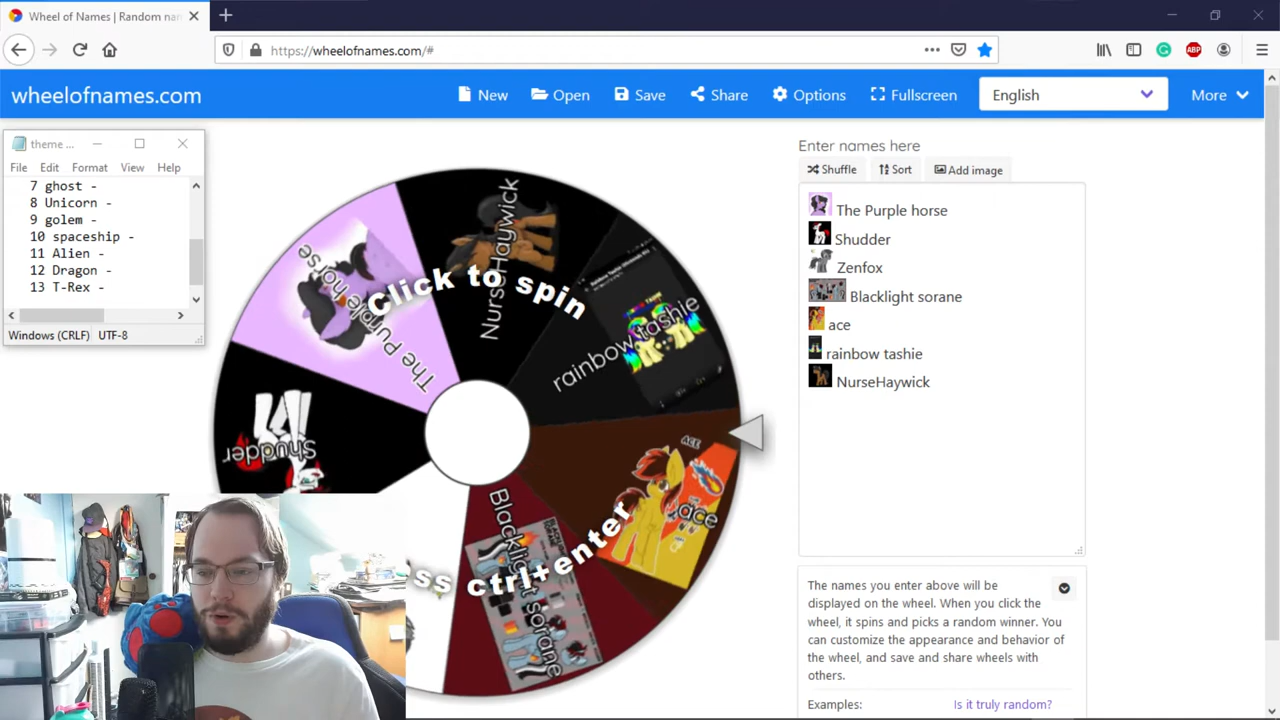 Wheel of Names | Random nam
https://wheelofnames.com/#
ABP
wheelofnames.com
New
Open
Save
Share
Options
Fullscreen
English
More
theme ...
File Edit Format View Help
7 ghost -
8 Unicorn -
9 golem -
10 spaceship -
11 Alien -
12 Dragon -
13 T-Rex -
Windows (CRLF) UTF-8
Click to spin
ss ctrl+enter
The Purple horse
NurseHaywick
rainbow tashie
ACE
ace
Blacklight sorane
Shudder
Enter names here
Shuffle Sort Add image
The Purple horse
Shudder
Zenfox
Blacklight sorane
ace
rainbow tashie
NurseHaywick
The names you enter above will be
displayed on the wheel. When you click the
wheel, it spins and picks a random winner. You
can customize the appearance and behavior of
the wheel, and save and share wheels with
others.
Examples: Is it truly random?